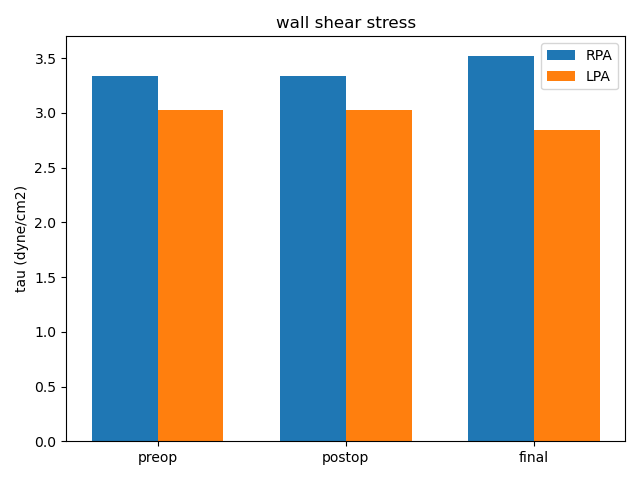 wall shear stress
RPA
LPA
tau (dyne/cm2)
3.5
3.0
2.5
2.0
1.5
1.0
0.5
0.0
preop
postop
final